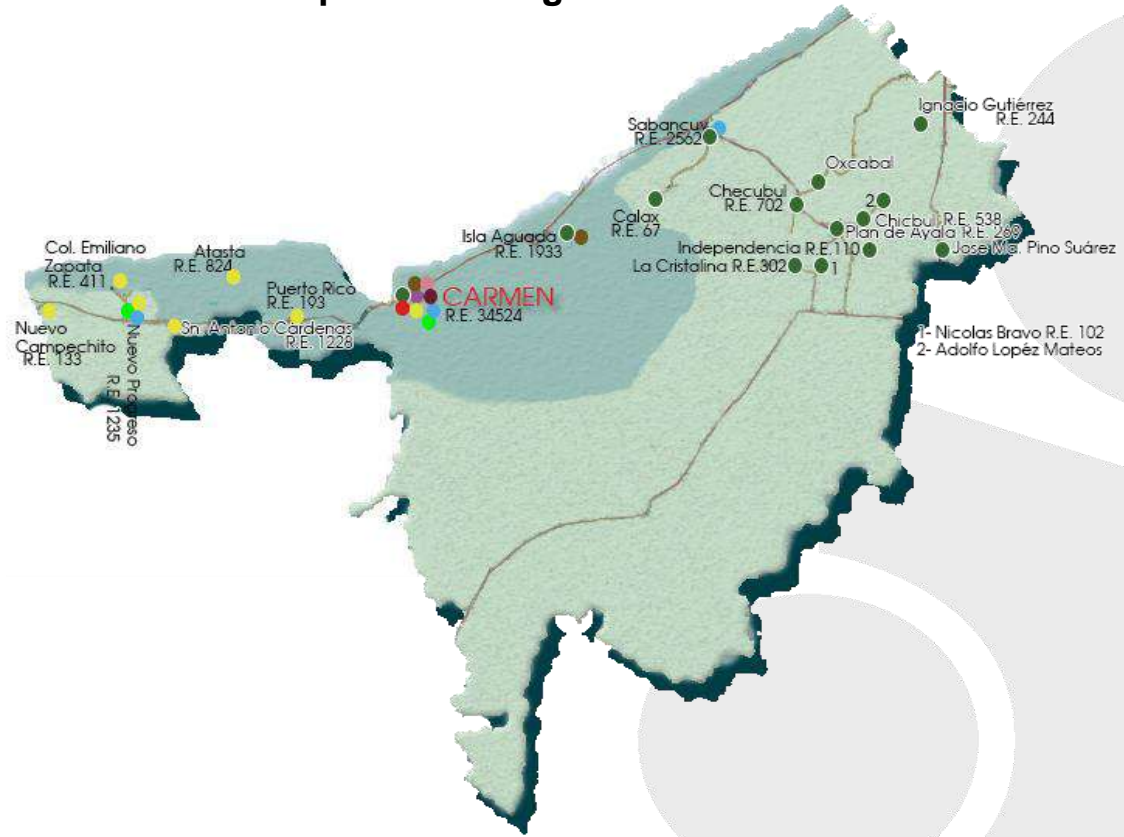 Ignacio Gutiérrez
R.E. 244
Sabancuy
R.E. 2562
Oxcabal
Checubul
R.E. 702
2
Calax
R.E. 67
Chicbul R.E. 538
Plan de Ayala R.E. 269
Isla Aguada
R.E. 1933
Independencia R.E. 110
Jose Ma. Pino Suárez
La Cristalina R.E. 302
1
Col. Emiliano
Zapata
R.E. 411
Atasta
R.E. 824
Puerto Rico
R.E. 193
CARMEN
R.E. 34524
Nuevo
Campechito
R.E. 133
Sn. Antonio Cárdenas
R.E. 1228
Nuevo Progreso
R.E. 1235
1- Nicolas Bravo R.E. 102
2- Adolfo Lopéz Mateos